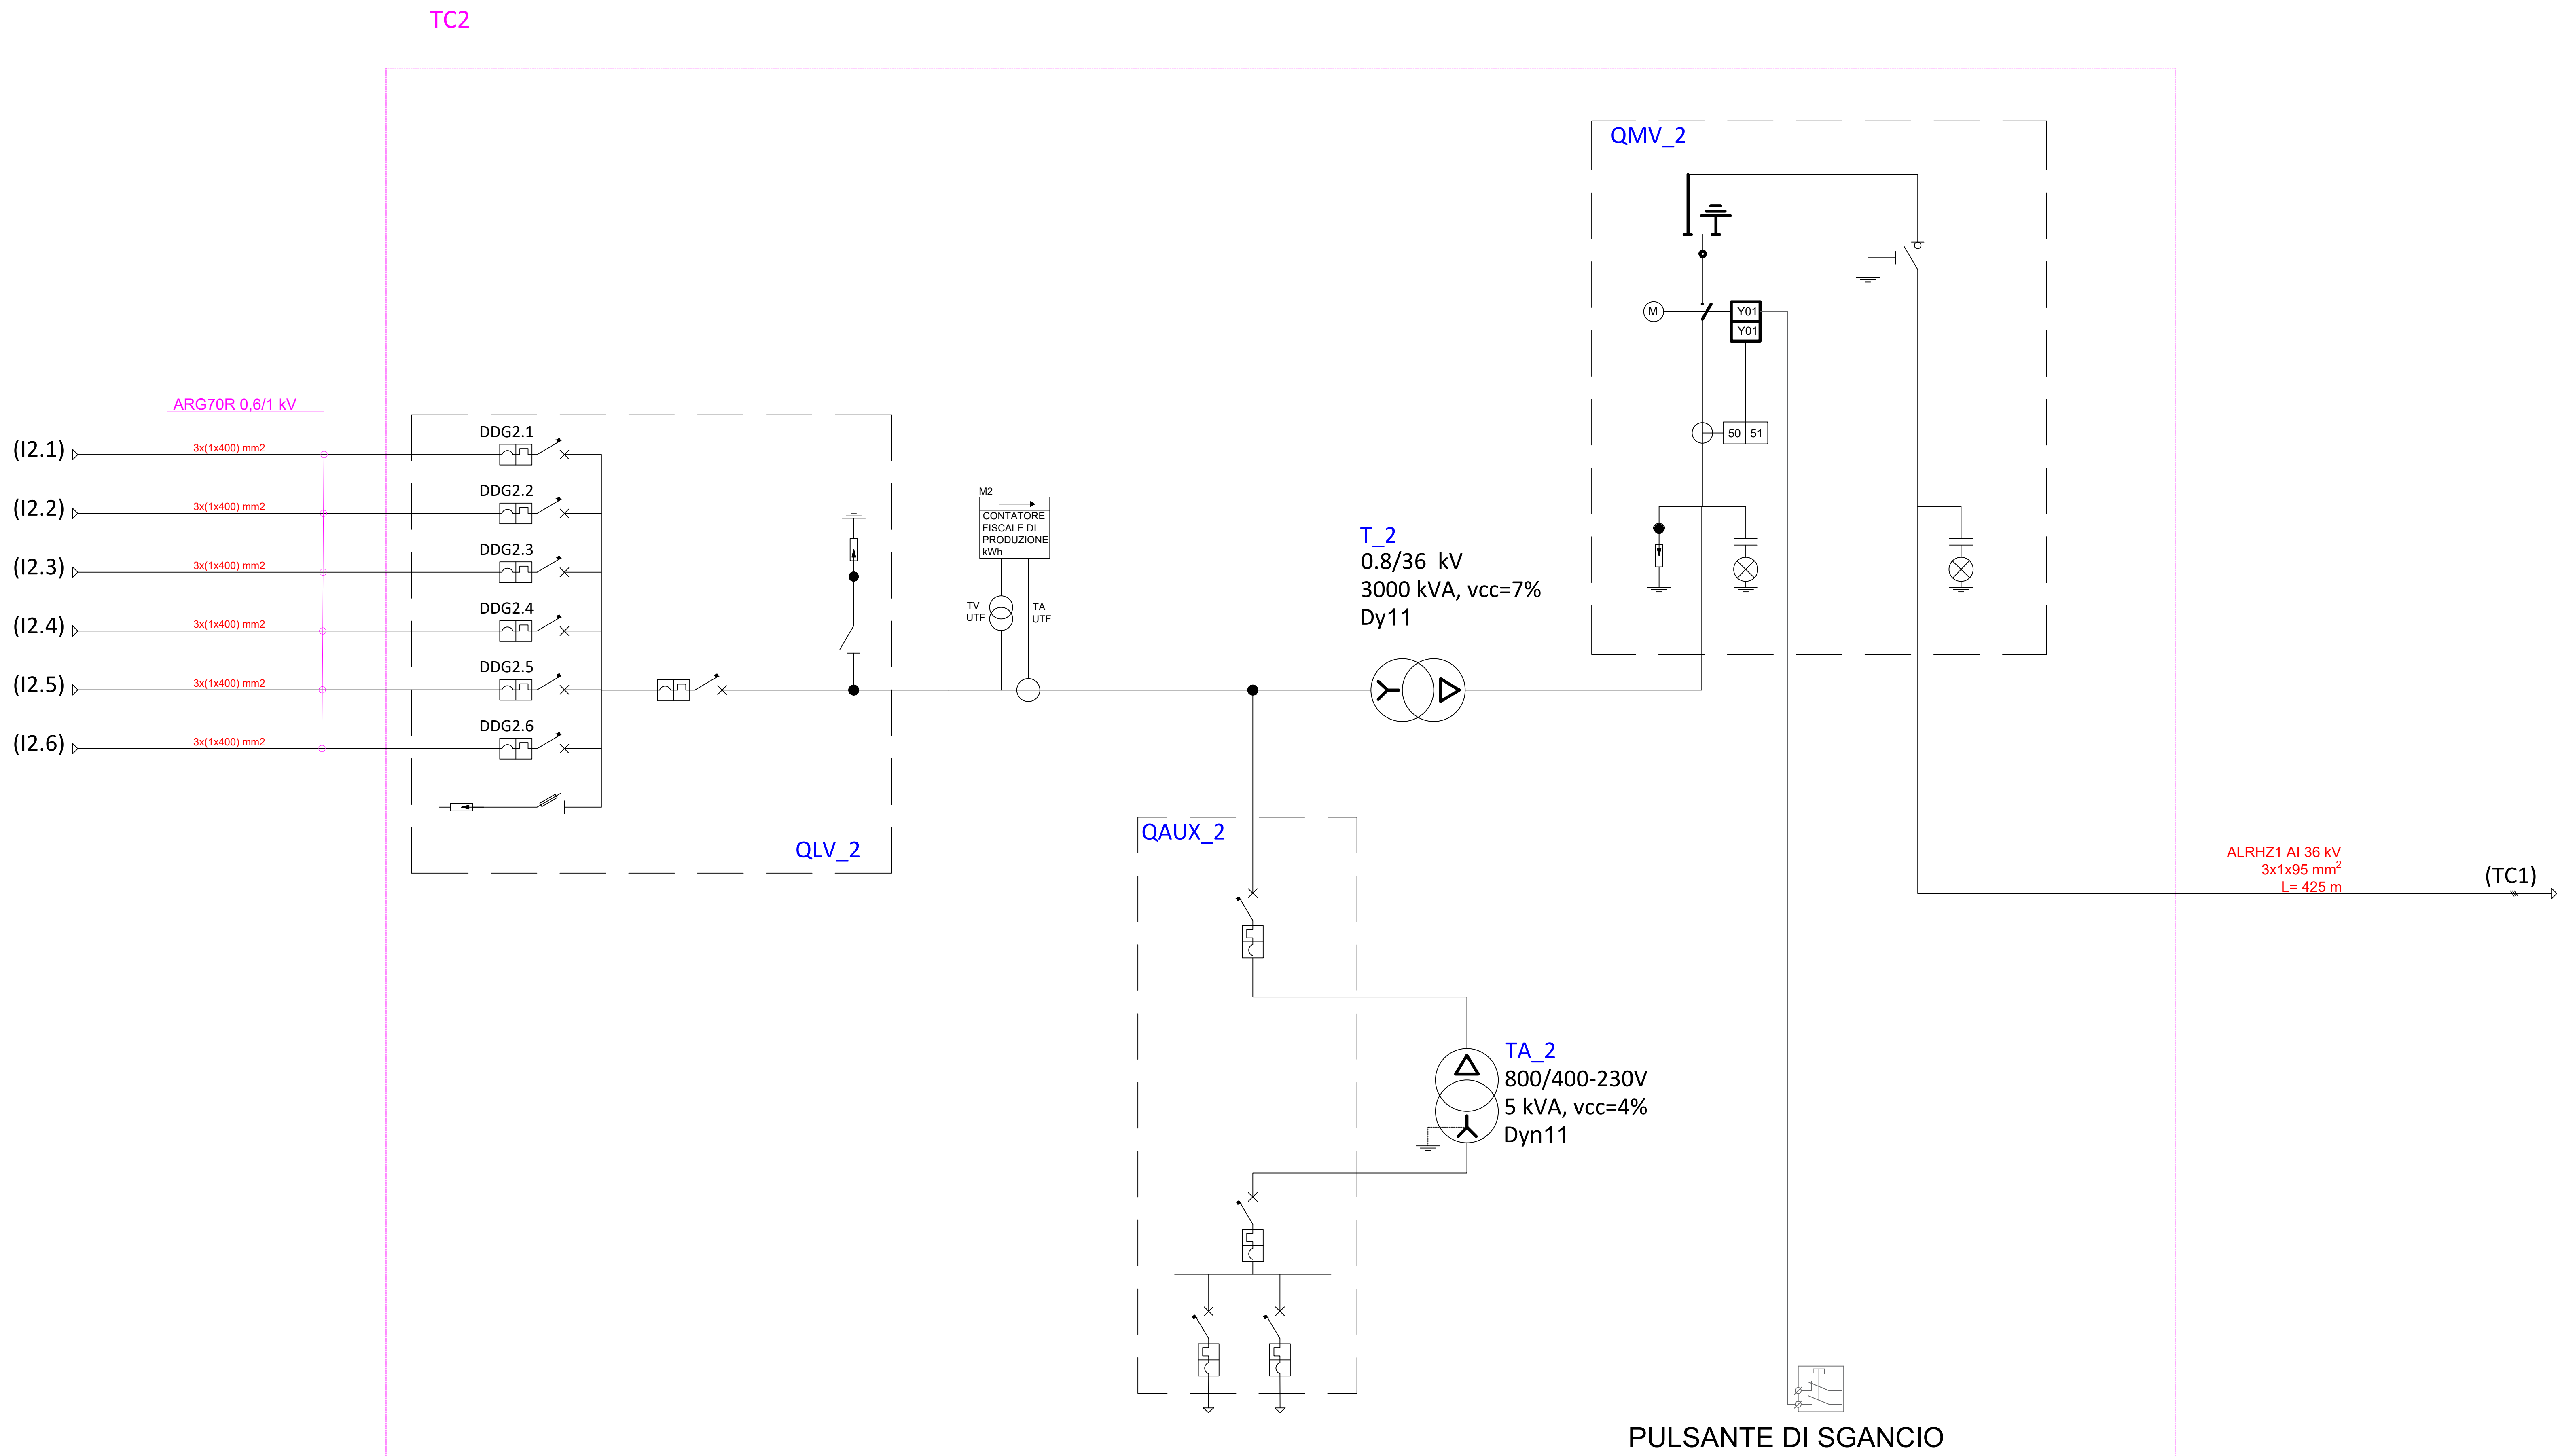 TC2
QMV_2
M
Y01
Y01
50 51
ARG70R 0,6/1 kV
(I2.1)
3x(1x400) mm2
DDG2.1
(I2.2)
3x(1x400) mm2
DDG2.2
(I2.3)
3x(1x400) mm2
DDG2.3
(I2.4)
3x(1x400) mm2
DDG2.4
(I2.5)
3x(1x400) mm2
DDG2.5
(I2.6)
3x(1x400) mm2
DDG2.6
QLV_2
M2
CONTATORE
FISCALE DI
PRODUZIONE
kWh
TV
UTF
TA
UTF
T_2
0.8/36 kV
3000 kVA, vcc=7%
Dy11
QAUX_2
TA_2
800/400-230V
5 kVA, vcc=4%
Dyn11
ALRHZ1 Al 36 kV
3x1x95 mm2
L= 425 m
(TC1)
PULSANTE DI SGANCIO